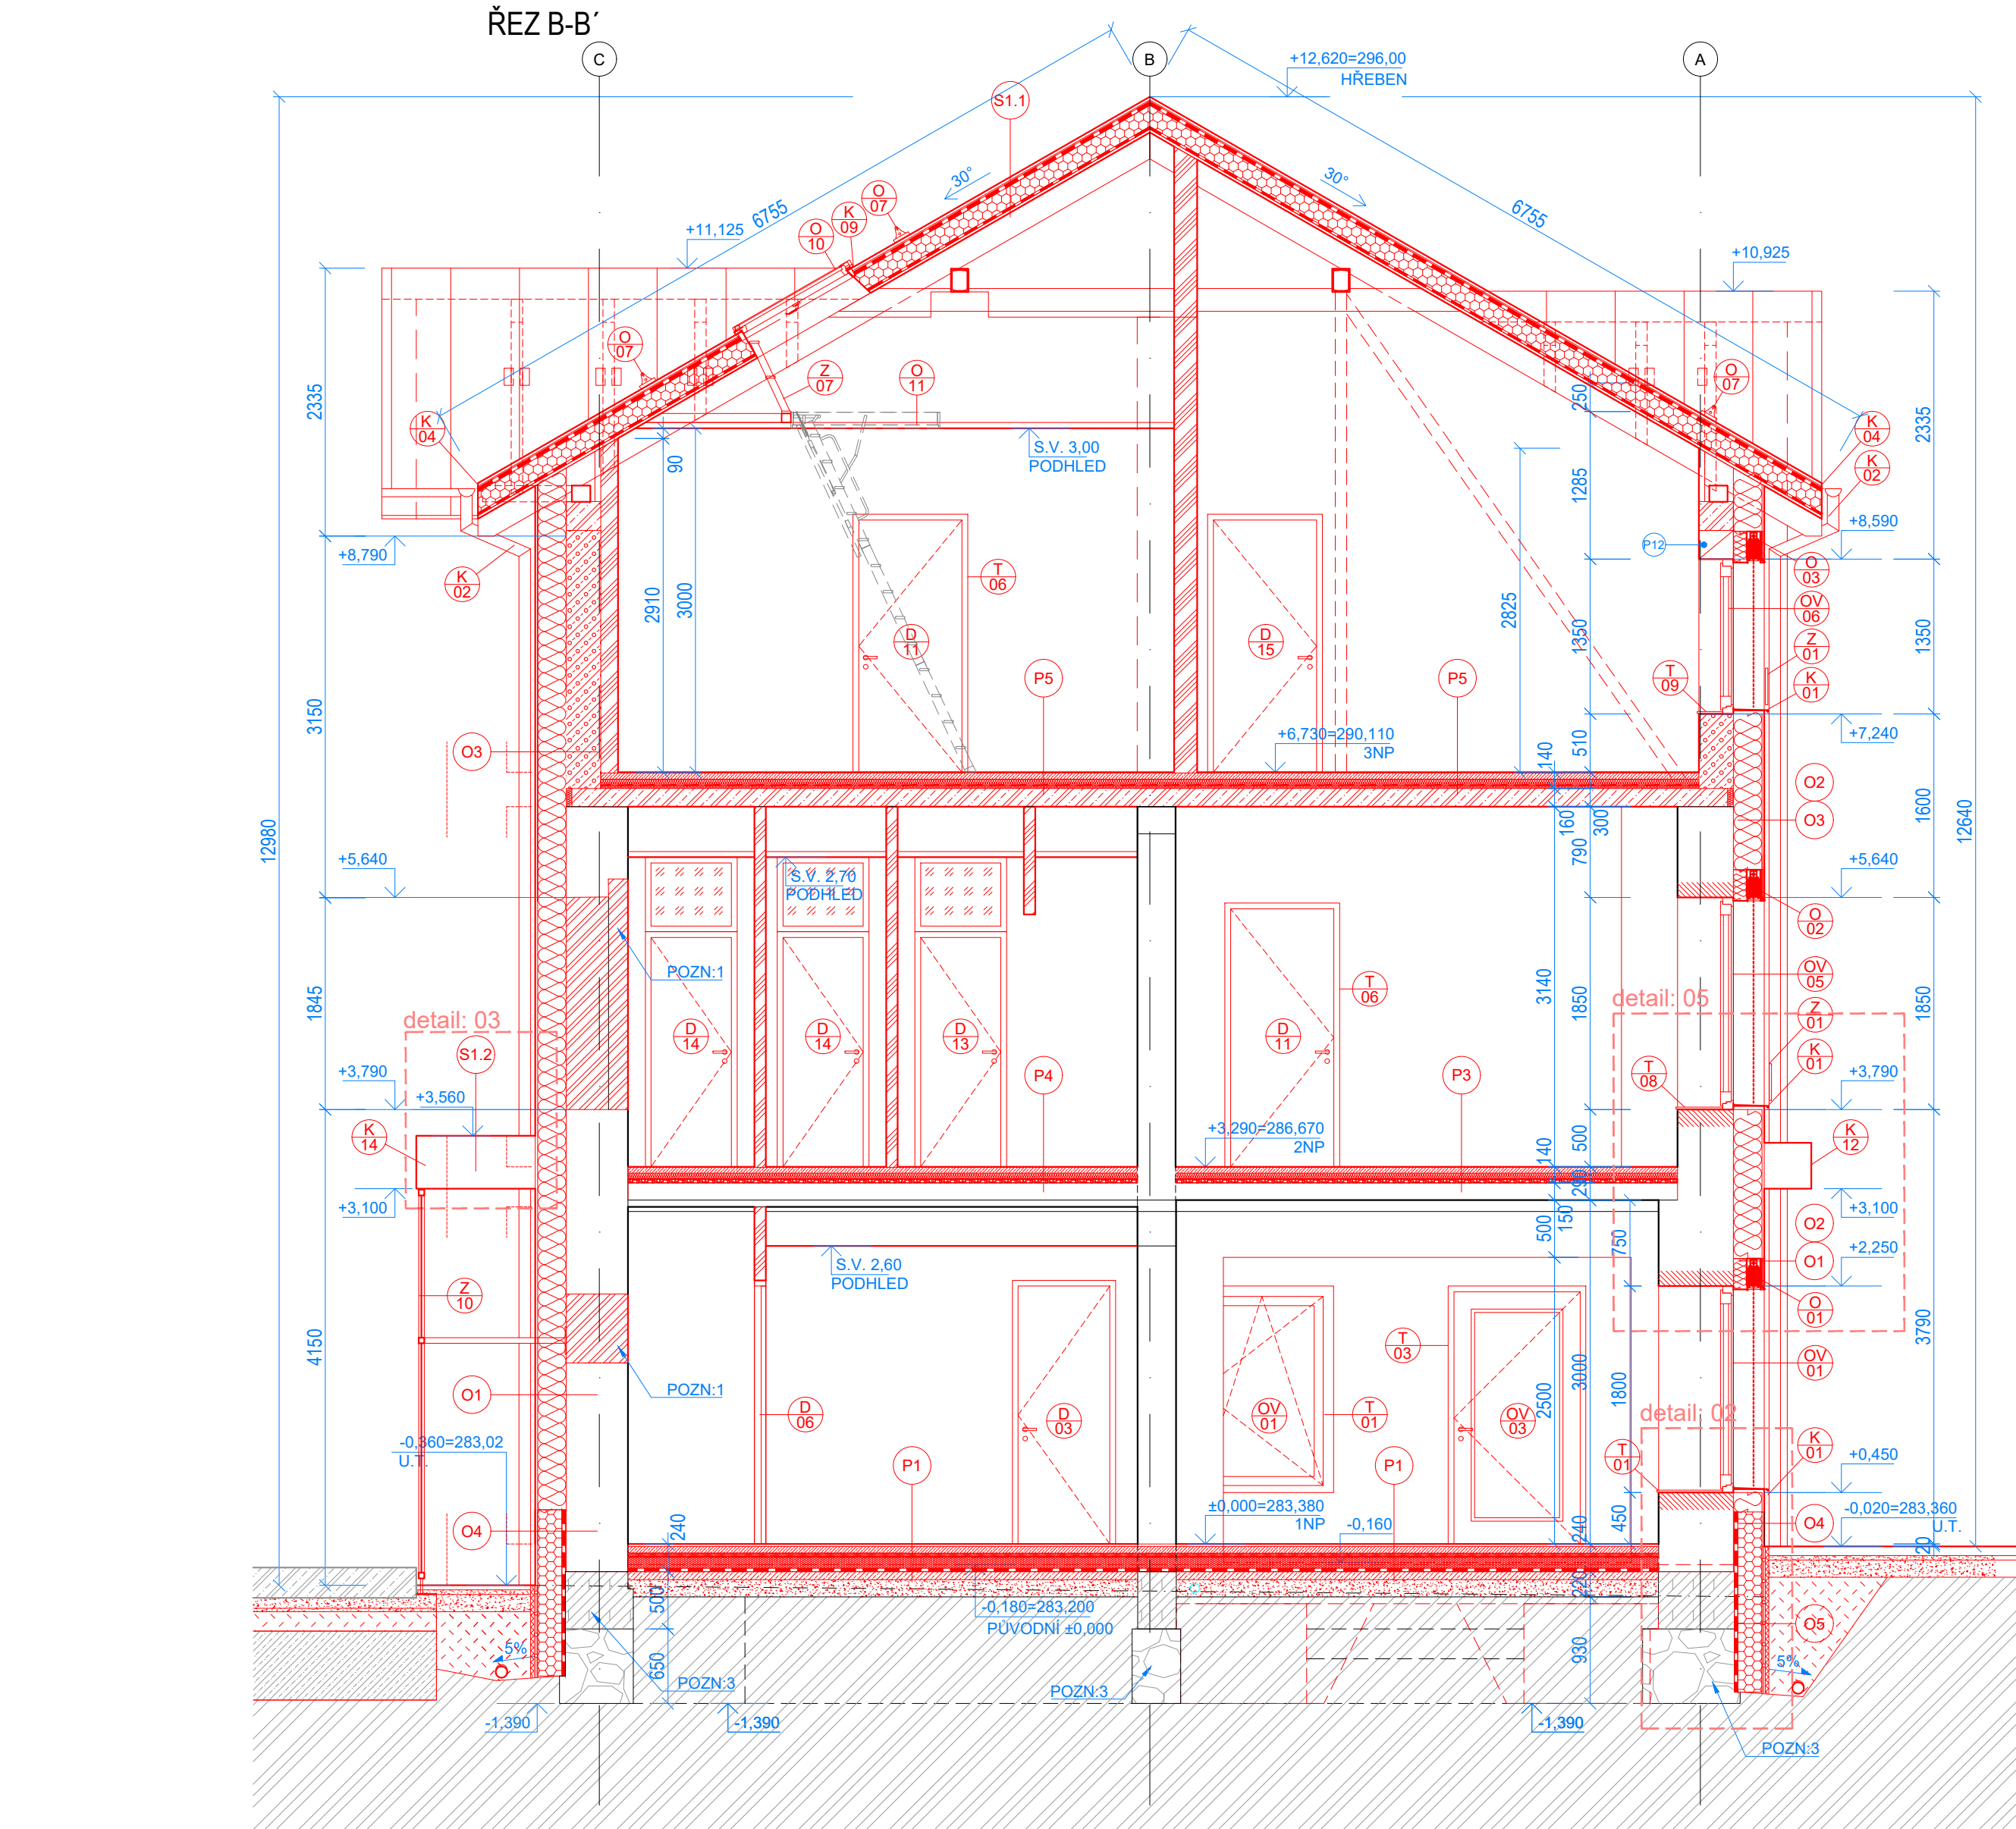 ŘEZ B-B´
C
B
A
+12,620=296,00
HŘEBEN
S1.1
30°
30°
6755
6755
O
07
K
09
O
10
+11,125
+10,925
O
07
O
07
Z
07
O
11
K
04
K
04
K
02
2335
2335
250
90
S.V. 3,00
PODHLED
1285
+8,790
+8,590
P12
K
02
T
06
O
03
OV
06
2910
3000
2825
1350
1350
D
11
D
15
Z
01
K
01
P5
P5
T
09
3150
+6,730=290,110
3NP
140
510
+7,240
O3
O2
O3
12980
12640
160
300
790
1600
+5,640
+5,640
S.V. 2,70
PODHLED
O
02
POZN:1
T
06
OV
05
3140
1850
1850
1845
detail: 03
detail: 05
S1.2
D
14
D
14
D
13
D
11
Z
01
K
01
P4
P3
T
08
+3,790
+3,790
+3,560
K
14
K
12
+3,290=286,670
2NP
140
500
290
+3,100
+3,100
500
150
750
O2
O1
+2,250
S.V. 2,60
PODHLED
Z
10
O
01
4150
3790
T
03
OV
01
POZN:1
O1
3000
2500
1800
D
06
D
03
OV
01
T
01
OV
03
detail: 02
-0,360=283,02
U.T.
P1
P1
T
01
K
01
+0,450
±0,000=283,380
1NP
-0,160
-0,020=283,360
U.T.
O4
O4
240
240
450
20
500
220
-0,180=283,200
PŮVODNÍ ±0,000
O5
5%
5%
650
930
POZN:3
POZN:3
-1,390
-1,390
-1,390
POZN:3